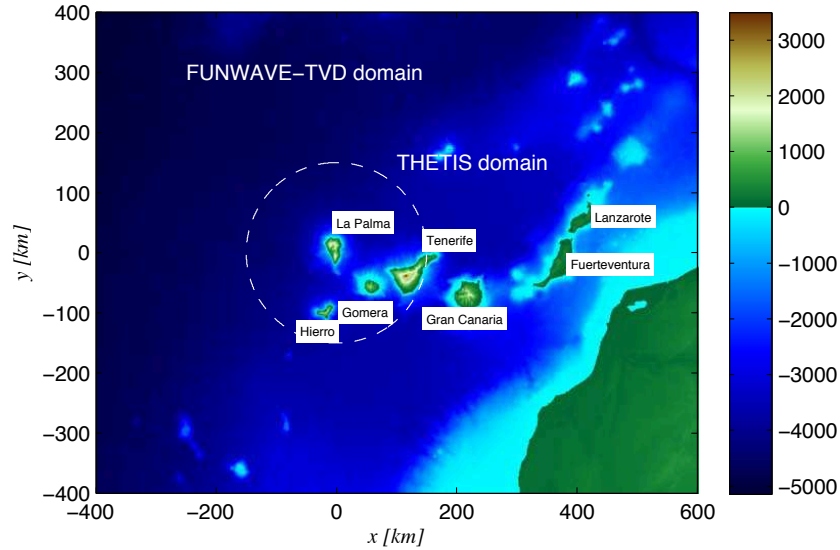 FUNWAVE−TVD domain
THETIS domain
La Palma
Tenerife
Lanzarote
Fuerteventura
Gomera
Gran Canaria
Hierro
400
300
200
100
0
−100
−200
−300
−400
y [km]
−400
−200
0
200
400
600
x [km]
3000
2000
1000
0
−1000
−2000
−3000
−4000
−5000